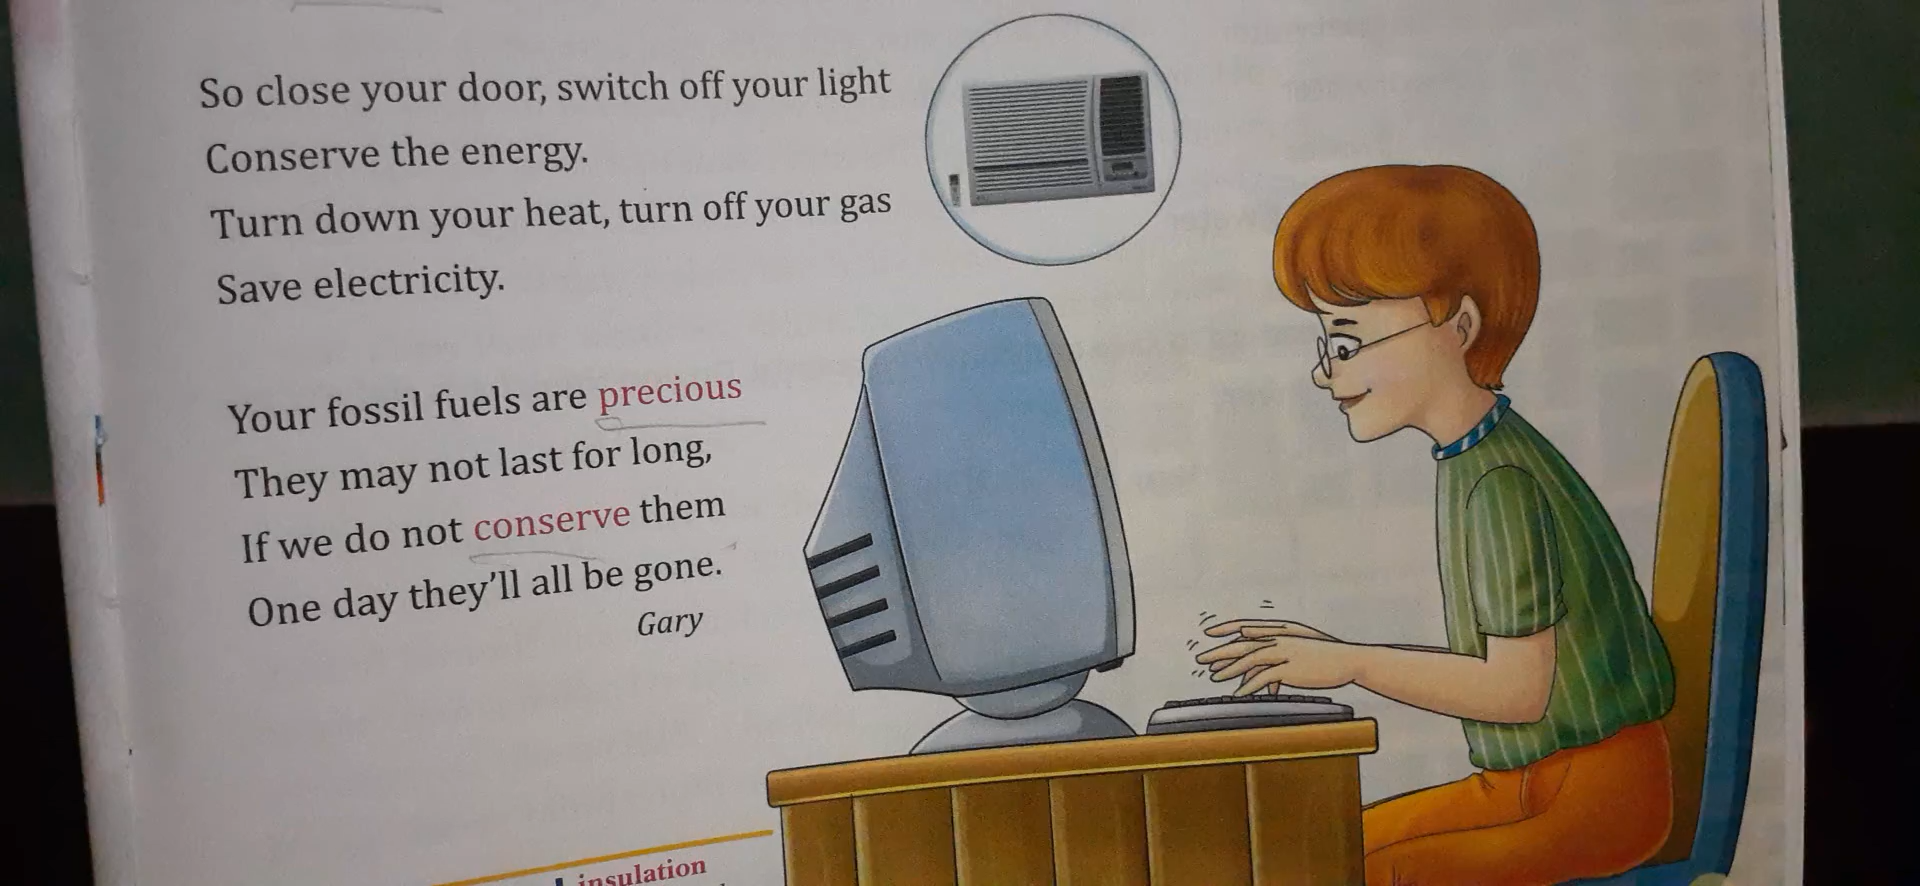 So close your door, switch off your light
Conserve the energy.
Turn down your heat, turn off your gas
Save electricity.
Your fossil fuels are precious
They may not last for long,
If we do not conserve them
One day they'll all be gone.
Gary
insulation